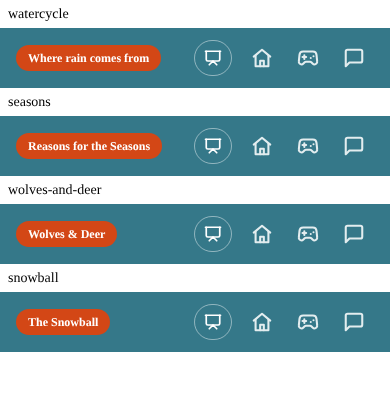 watercycle
Where rain comes from
seasons
Reasons for the Seasons
wolves-and-deer
Wolves & Deer
snowball
The Snowball